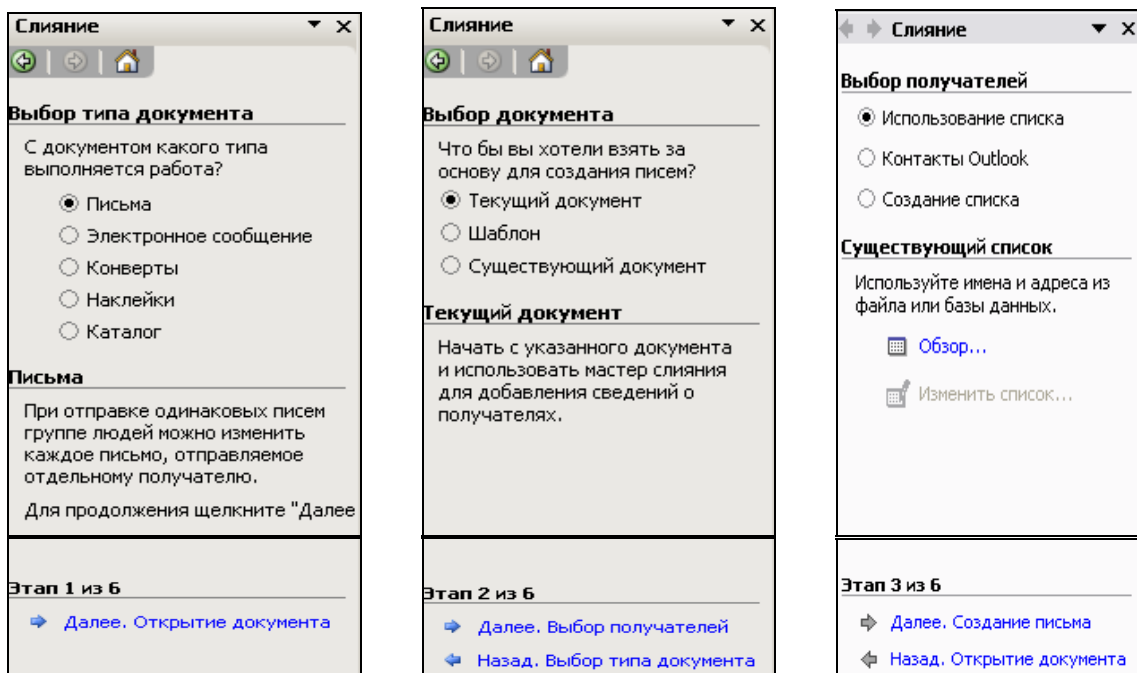 Слияние
Выбор типа документа
С документом какого типа
выполняется работа?
Письма
Электронное сообщение
Конверты
Наклейки
Каталог
Письма
При отправке одинаковых писем
группе людей можно изменить
каждое письмо, отправляемое
отдельному получателю.
Для продолжения щелкните "Далее
Этап 1 из 6
Далее. Открытие документа
Слияние
Выбор документа
Что бы вы хотели взять за
основу для создания писем?
Текущий документ
Шаблон
Существующий документ
Текущий документ
Начать с указанного документа
и использовать мастер слияния
для добавления сведений о
получателях.
Этап 2 из 6
Далее. Выбор получателей
Назад. Выбор типа документа
Слияние
Выбор получателей
Использование списка
Контакты Outlook
Создание списка
Существующий список
Используйте имена и адреса из
файла или базы данных.
Обзор...
Изменить список...
Этап 3 из 6
Далее. Создание письма
Назад. Открытие документа